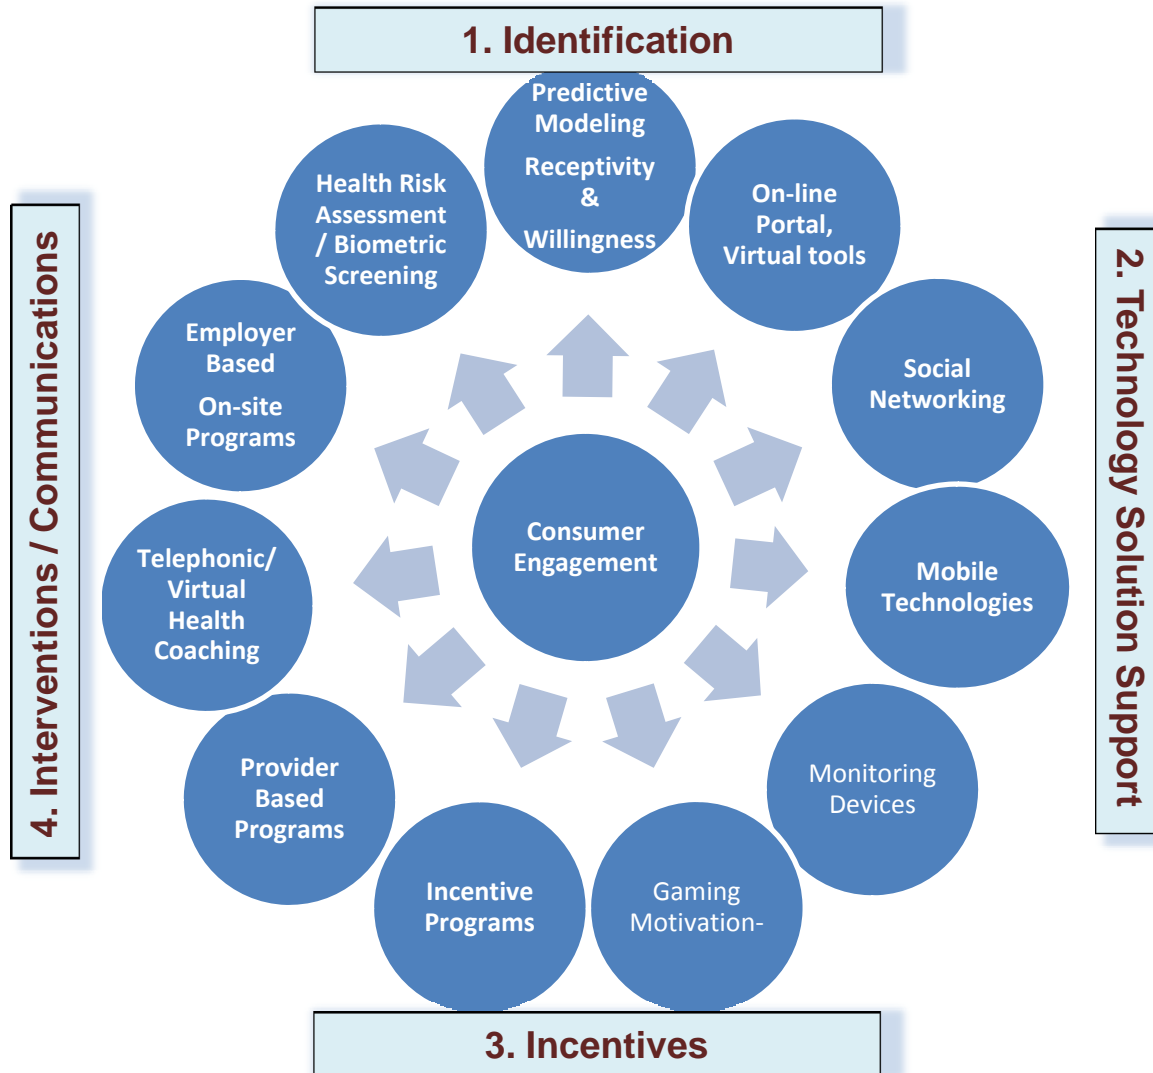 1. Identification
Predictive
Modeling
Receptivity
&
Willingness
On-line
Portal,
Virtual tools
Social
Networking
Mobile
Technologies
Monitoring
Devices
Gaming
Motivation-
Incentive
Programs
Provider
Based
Programs
Telephonic/
Virtual
Health
Coaching
Employer
Based
On-site
Programs
Health Risk
Assessment
/ Biometric
Screening
Consumer
Engagement
2. Technology Solution Support
3. Incentives
4. Interventions / Communications